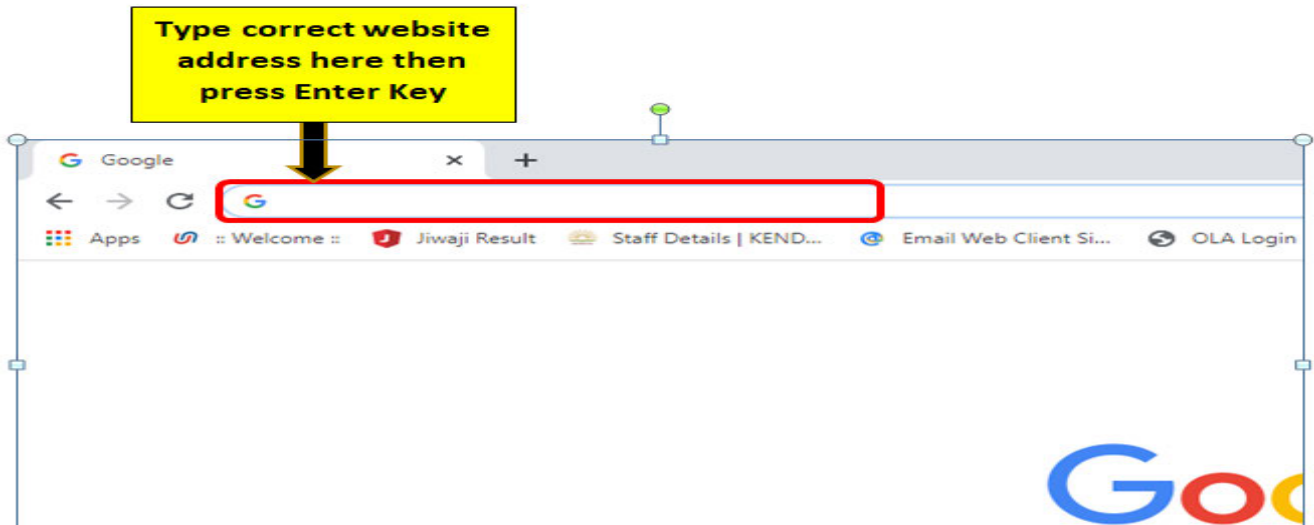 Type correct website
address here then
press Enter Key
Google
Apps :: Welcome :: Jiwaji Result Staff Details | KEND... Email Web Client Si... OLA Login
Goo